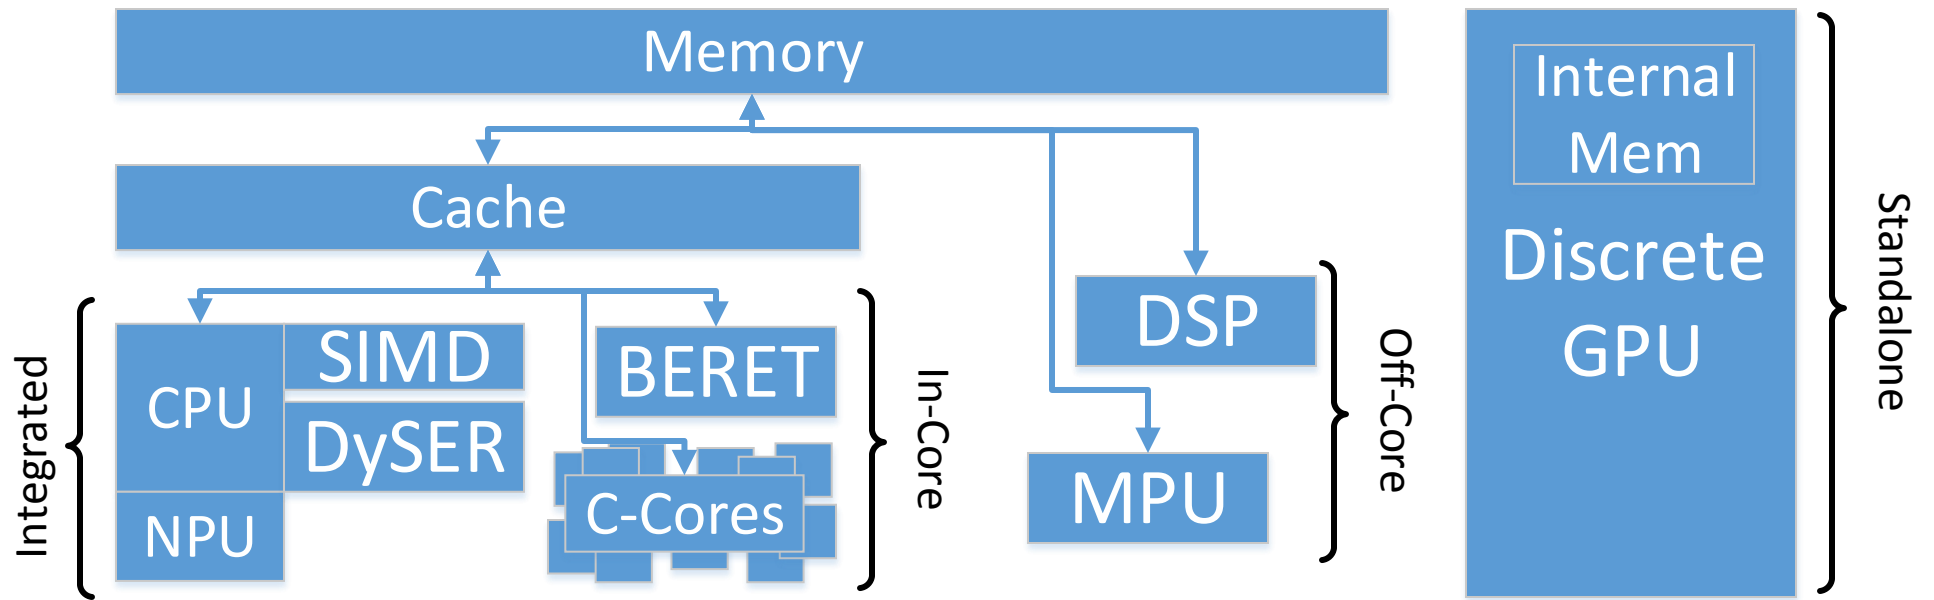 Memory
Internal
Mem
Cache
Discrete
GPU
Standalone
DSP
Off-Core
MPU
Integrated
CPU
SIMD
DySER
NPU
BERET
C-Cores
In-Core